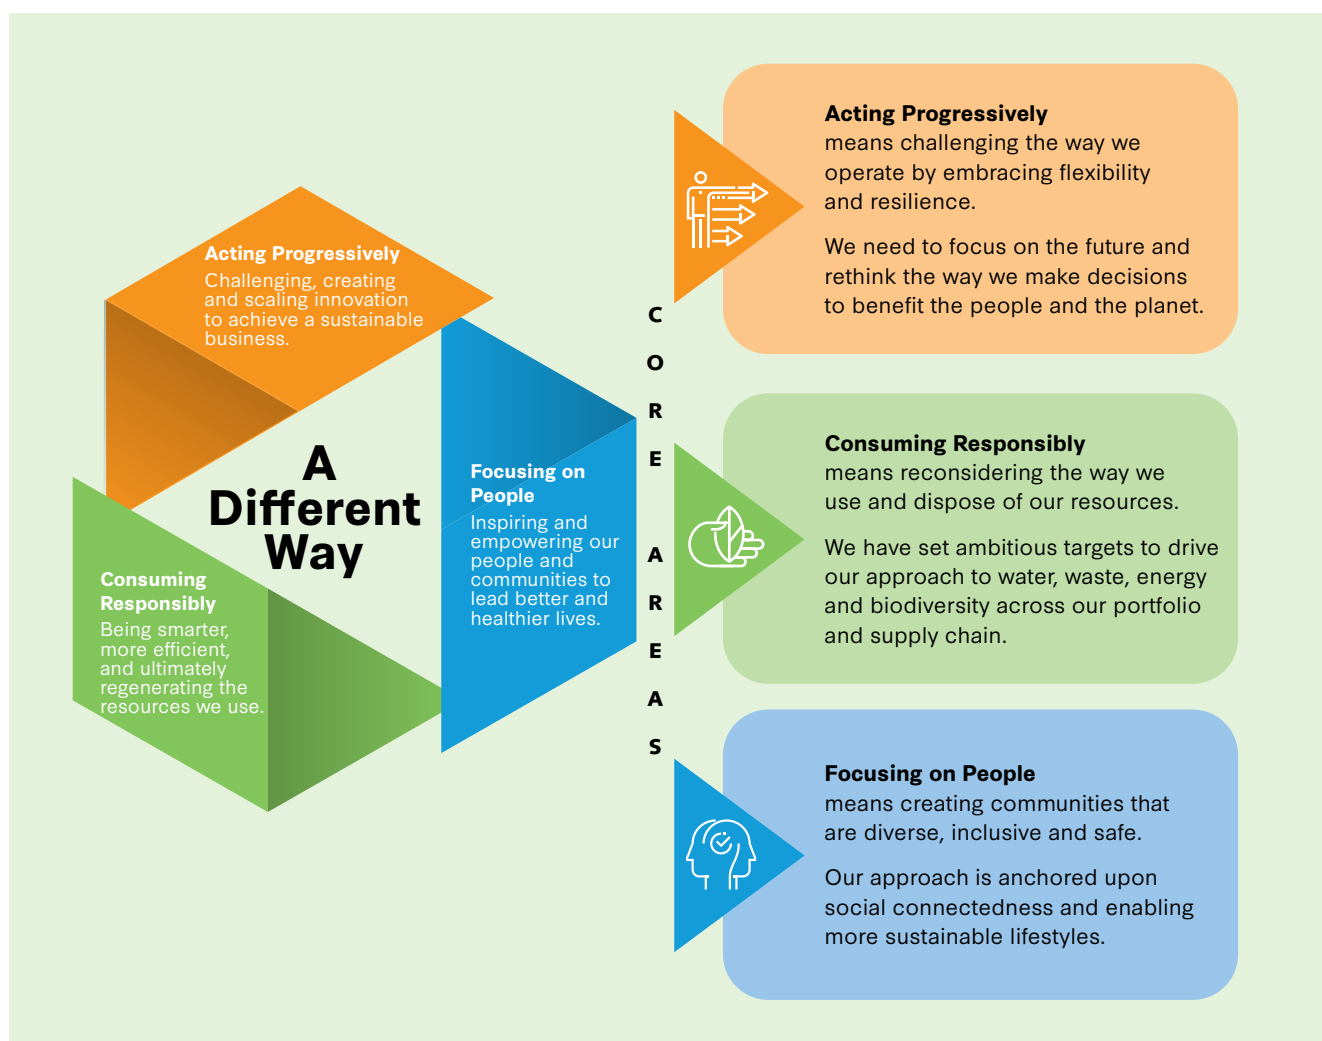 Acting Progressively
Challenging, creating
and scaling innovation
to achieve a sustainable
business.
A
Different
Way
Focusing on
People
Inspiring and
empowering our
people and
communities to
lead better and
healthier lives.
Consuming
Responsibly
Being smarter,
more efficient,
and ultimately
regenerating the
resources we use.
C
O
R
E
A
R
E
A
S
Acting Progressively
means challenging the way we
operate by embracing flexibility
and resilience.
We need to focus on the future and
rethink the way we make decisions
to benefit the people and the planet.
Consuming Responsibly
means reconsidering the way we
use and dispose of our resources.
We have set ambitious targets to drive
our approach to water, waste, energy
and biodiversity across our portfolio
and supply chain.
Focusing on People
means creating communities that
are diverse, inclusive and safe.
Our approach is anchored upon
social connectedness and enabling
more sustainable lifestyles.